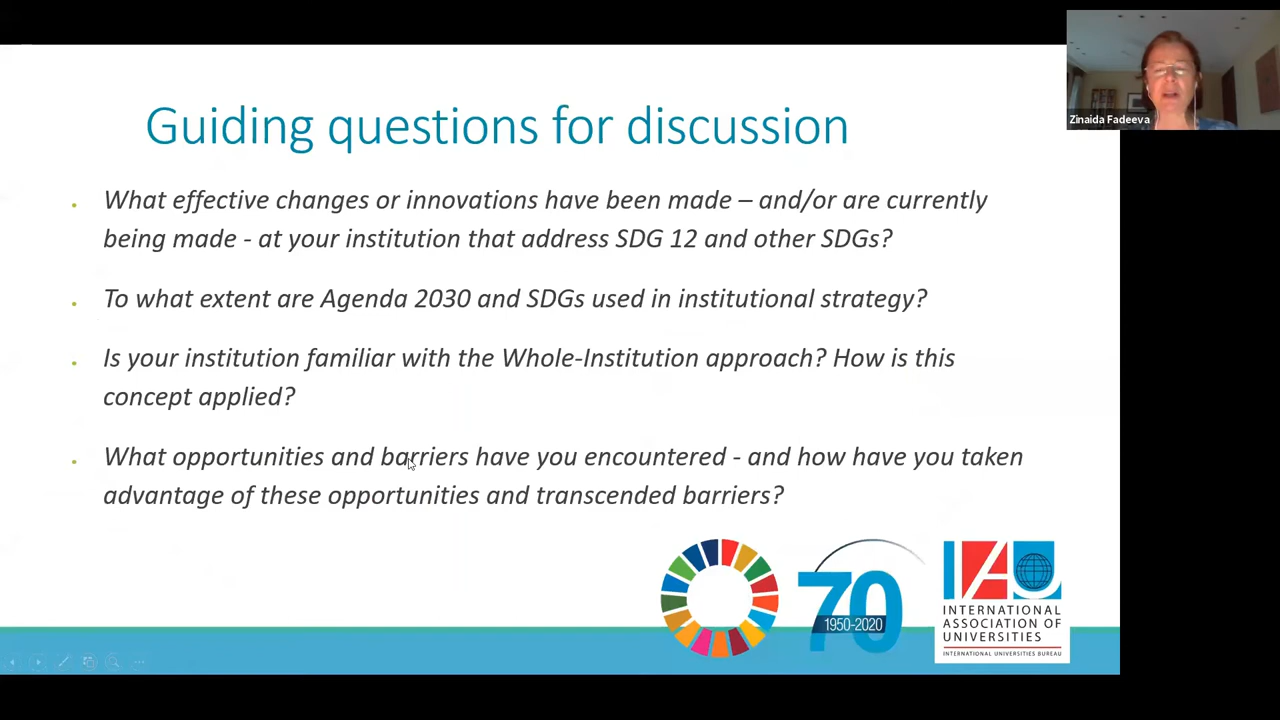 Zinaida Fadeeva
Guiding questions for discussion
What effective changes or innovations have been made – and/or are currently
being made - at your institution that address SDG 12 and other SDGs?
To what extent are Agenda 2030 and SDGs used in institutional strategy?
Is your institution familiar with the Whole-Institution approach? How is this
concept applied?
What opportunities and barriers have you encountered - and how have you taken
advantage of these opportunities and transcended barriers?
70
1950-2020
IAU
INTERNATIONAL
ASSOCIATION OF
UNIVERSITIES
INTERNATIONAL UNIVERSITIES BUREAU